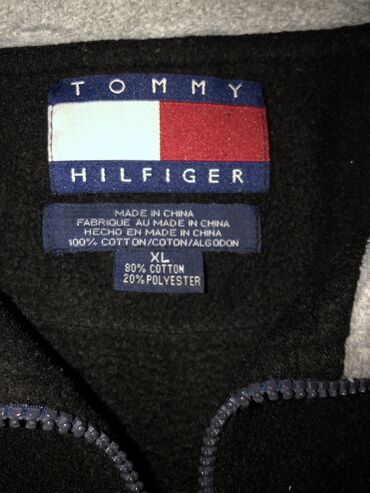 TOMMY
HILFIGER
MADE IN CHINA
FABRIQUE AU MADE IN CHINA
HECHO EN MADE IN CHINA
100% COTTON/COTON/ALGODON
XL
80% COTTON
20% POLYESTER